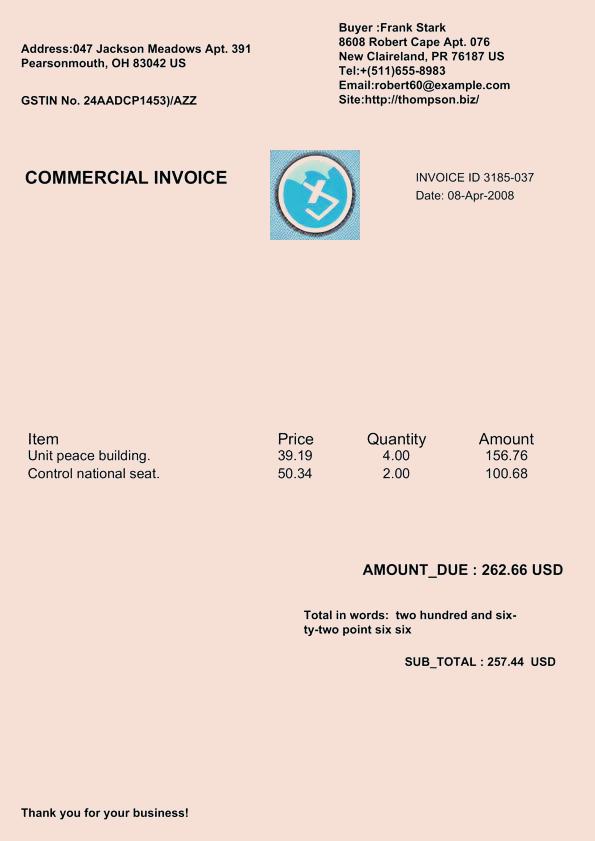 Address:047 Jackson Meadows Apt. 391
Pearsonmouth, OH 83042 US
GSTIN No. 24AADCP1453)/AZZ
Buyer :Frank Stark
8608 Robert Cape Apt. 076
New Claireland, PR 76187 US
Tel:+(511)655-8983
Email:robert60@example.com
Site:http://thompson.biz/
COMMERCIAL INVOICE
INVOICE ID 3185-037
Date: 08-Apr-2008
Item Price Quantity Amount
Unit peace building. 39.19 4.00 156.76
Control national seat. 50.34 2.00 100.68
AMOUNT_DUE : 262.66 USD
Total in words:  two hundred and six-
ty-two point six six
SUB_TOTAL : 257.44  USD
Thank you for your business!